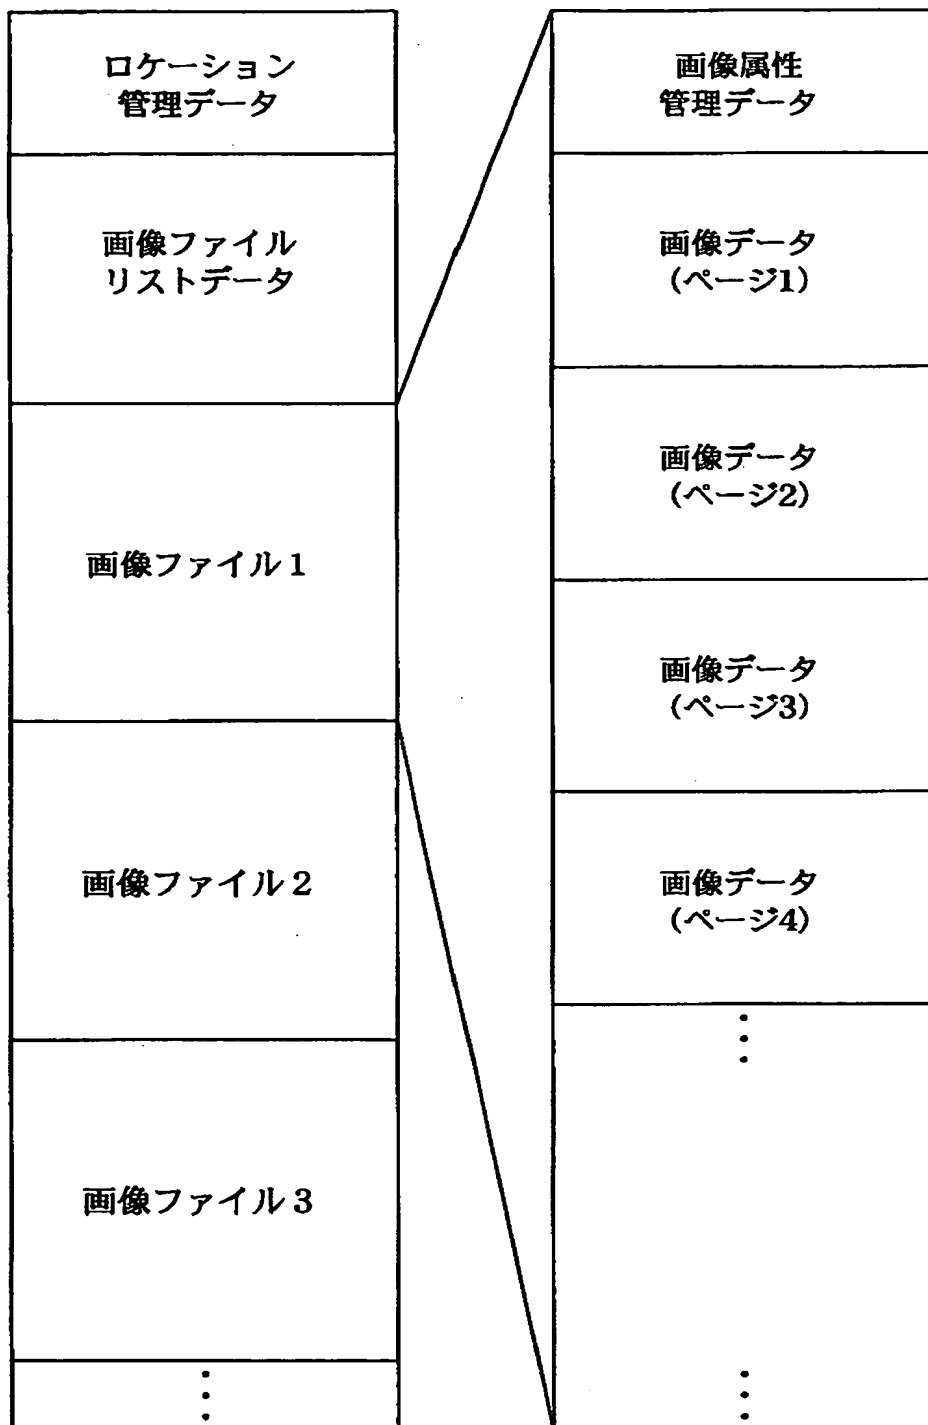 ロケーション
管理データ
画像ファイル
リストデータ
画像ファイル1
画像ファイル2
画像ファイル3
画像属性
管理データ
画像データ
(ページ1)
画像データ
(ページ2)
画像データ
(ページ3)
画像データ
(ページ4)